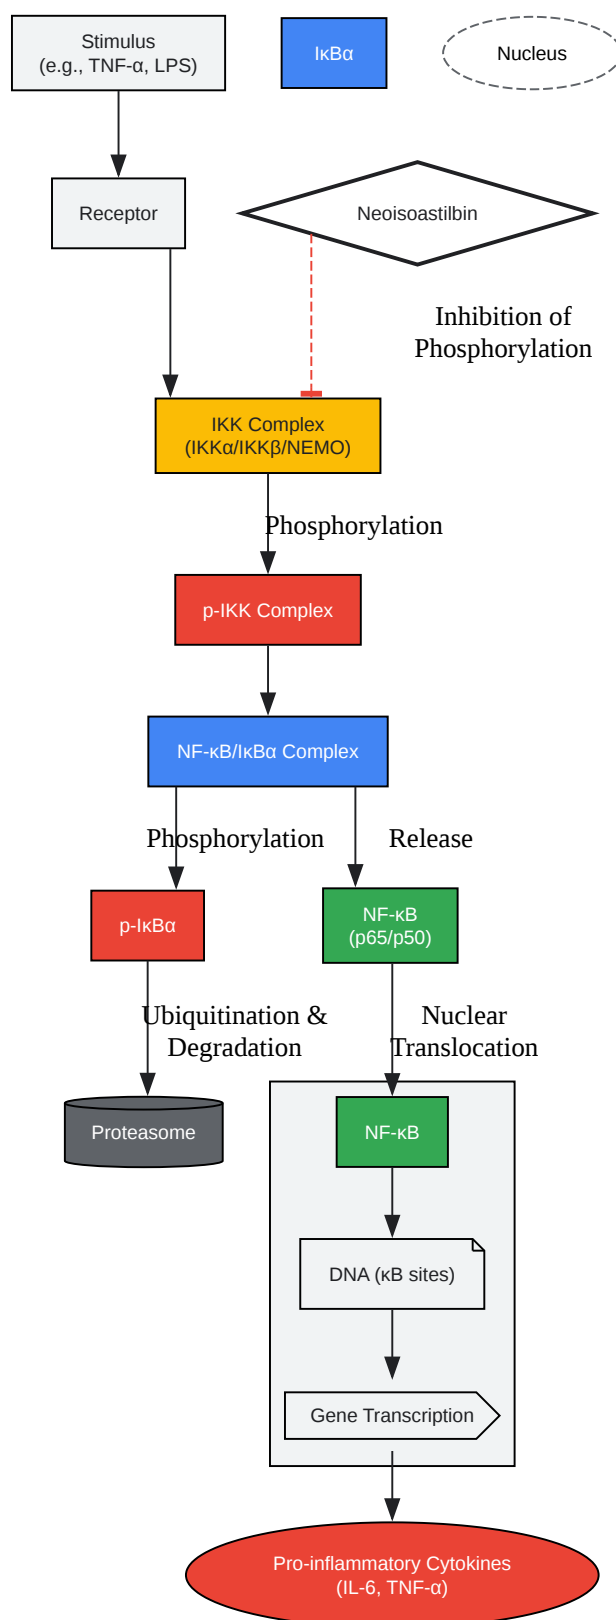 Stimulus
(e.g., TNF-α, LPS)
IκBα
Nucleus
Receptor
Neoisoastilbin
Inhibition of
Phosphorylation
IKK Complex
(IKKα/IKKβ/NEMO)
Phosphorylation
p-IKK Complex
NF-κB/IκBα Complex
Phosphorylation
Release
p-IκBα
NF-κB
(p65/p50)
Ubiquitination &
Degradation
Nuclear
Translocation
Proteasome
NF-κB
DNA (κB sites)
Gene Transcription
Pro-inflammatory Cytokines
(IL-6, TNF-α)